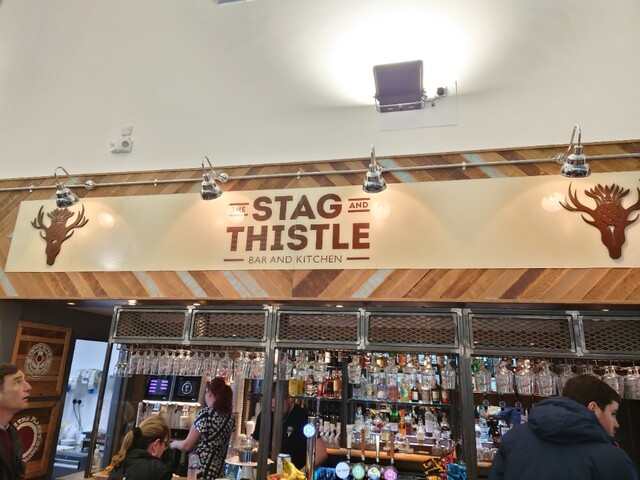 THE STAG AND
THISTLE
BAR AND KITCHEN